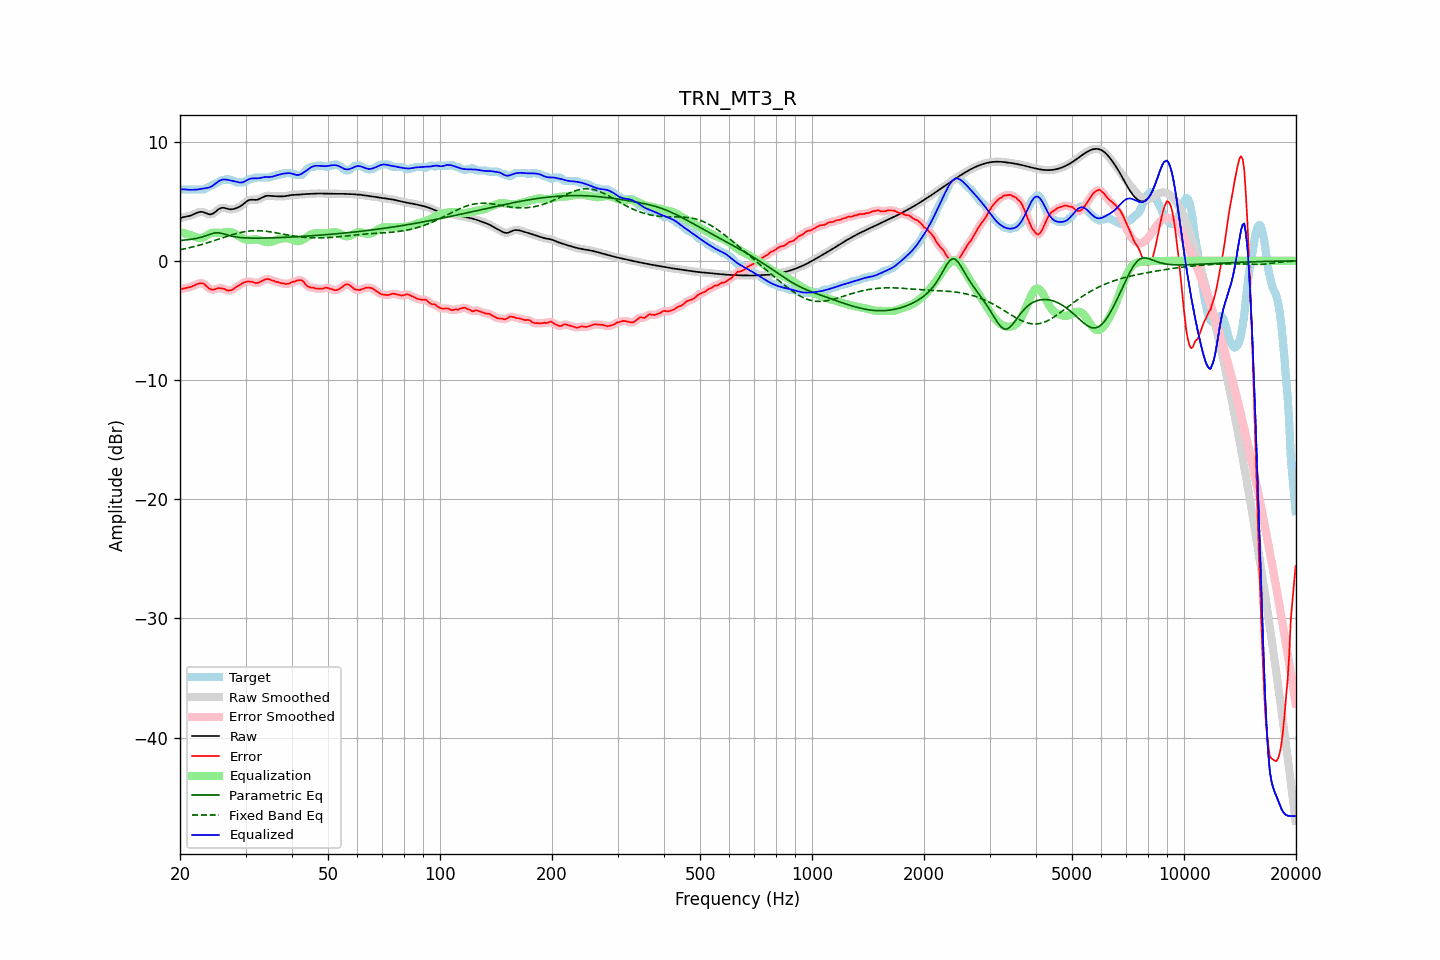 TRN_MT3_R
Amplitude (dBr)
10
0
−10
−20
−30
−40
Target
Raw Smoothed
Error Smoothed
Raw
Error
Equalization
Parametric Eq
Fixed Band Eq
Equalized
20 50 100 200 500 1000 2000 5000 10000 20000
Frequency (Hz)